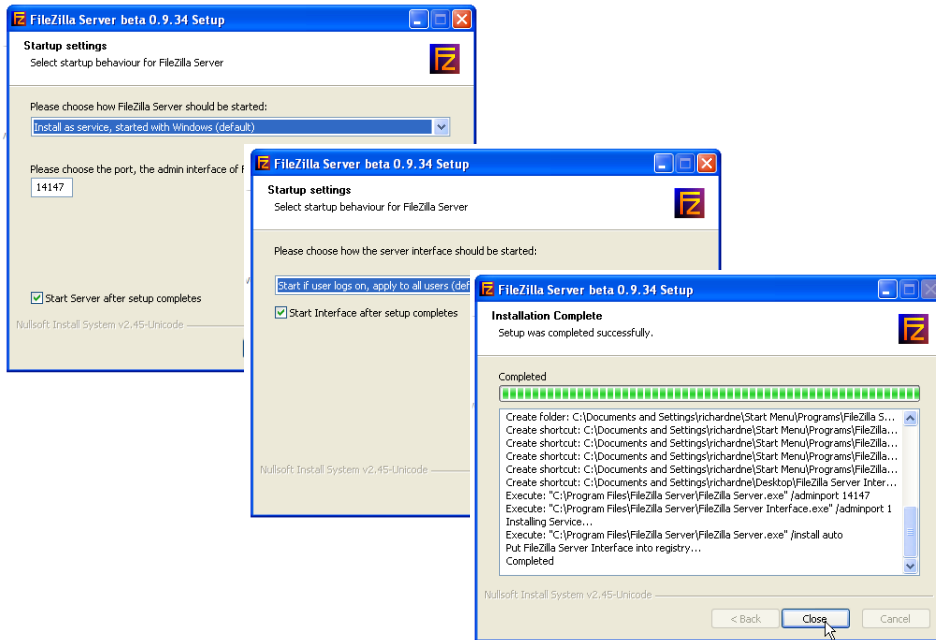 FileZilla Server beta 0.9.34 Setup
Startup settings
Select startup behaviour for FileZilla Server
Please choose how FileZilla Server should be started:
Install as service, started with Windows (default)
Please choose the port, the admin interface of F
14147
Start Server after setup completes
Nullsoft Install System v2.45-Unicode
FileZilla Server beta 0.9.34 Setup
Startup settings
Select startup behaviour for FileZilla Server
Please choose how the server interface should be started:
Start if user logs on, apply to all users (def
Start Interface after setup completes
Nullsoft Install System v2.45-Unicode
FileZilla Server beta 0.9.34 Setup
Installation Complete
Setup was completed successfully.
Completed
Create folder: C:\Documents and Settings\richardne\Start Menu\Programs\FileZilla S...
Create shortcut: C:\Documents and Settings\richardne\Start Menu\Programs\FileZilla...
Create shortcut: C:\Documents and Settings\richardne\Start Menu\Programs\FileZilla...
Create shortcut: C:\Documents and Settings\richardne\Start Menu\Programs\FileZilla...
Create shortcut: C:\Documents and Settings\richardne\Start Menu\Programs\FileZilla...
Create shortcut: C:\Documents and Settings\richardne\Desktop\FileZilla Server Inter...
Execute: "C:\Program Files\FileZilla Server\FileZilla Server.exe" /adminport 14147
Execute: "C:\Program Files\FileZilla Server\FileZilla Server Interface.exe" /adminport 1
Installing Service...
Execute: "C:\Program Files\FileZilla Server\FileZilla Server.exe" /install auto
Put FileZilla Server Interface into registry...
Completed
Nullsoft Install System v2.45-Unicode
< Back
Close
Cancel